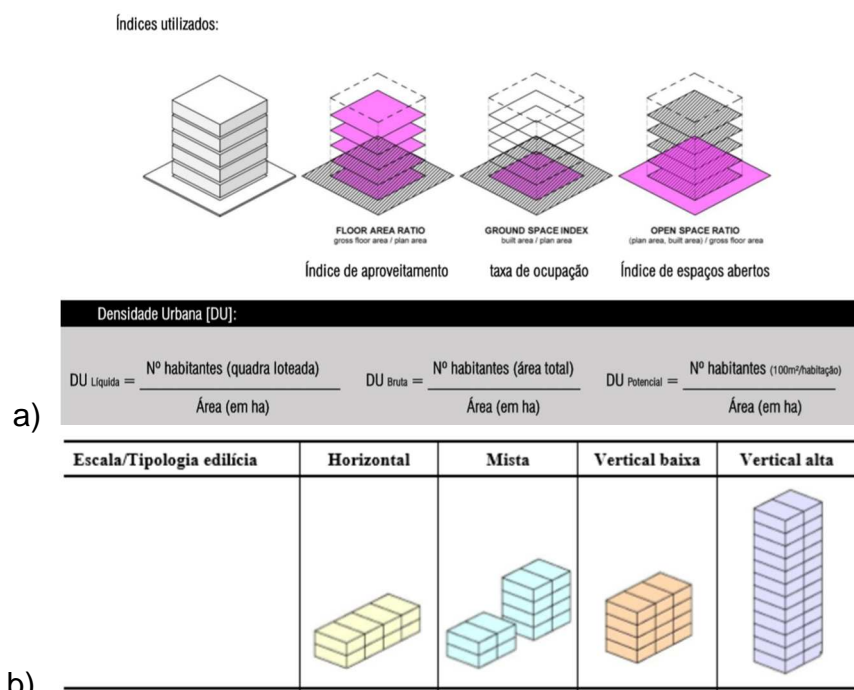 Índices utilizados:
FLOOR AREA RATIO
gross floor area / plan area
GROUND SPACE INDEX
built area / plan area
OPEN SPACE RATIO
(plan area, built area) / gross floor area
Índice de aproveitamento
taxa de ocupação
Índice de espaços abertos
Densidade Urbana [DU]:
DU Líquida = Nº habitantes (quadra loteada)
Área (em ha)
DU Bruta = Nº habitantes (área total)
Área (em ha)
DU Potencial = Nº habitantes (100m²/habitação)
Área (em ha)
a)
Escala/Tipologia edilícia Horizontal Mista Vertical baixa Vertical alta
b)